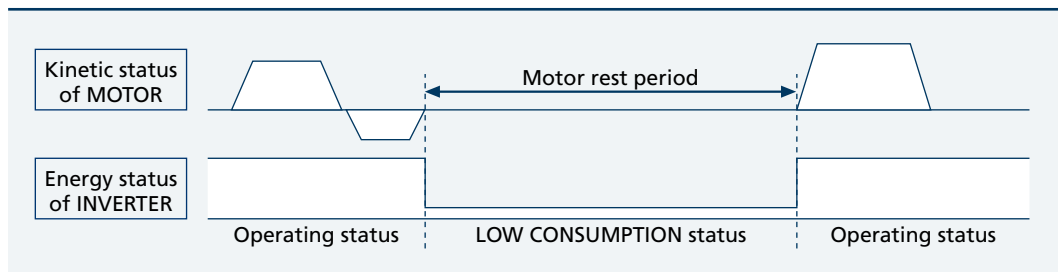 Kinetic status
of MOTOR
Motor rest period
Energy status
of INVERTER
Operating status
LOW CONSUMPTION status
Operating status